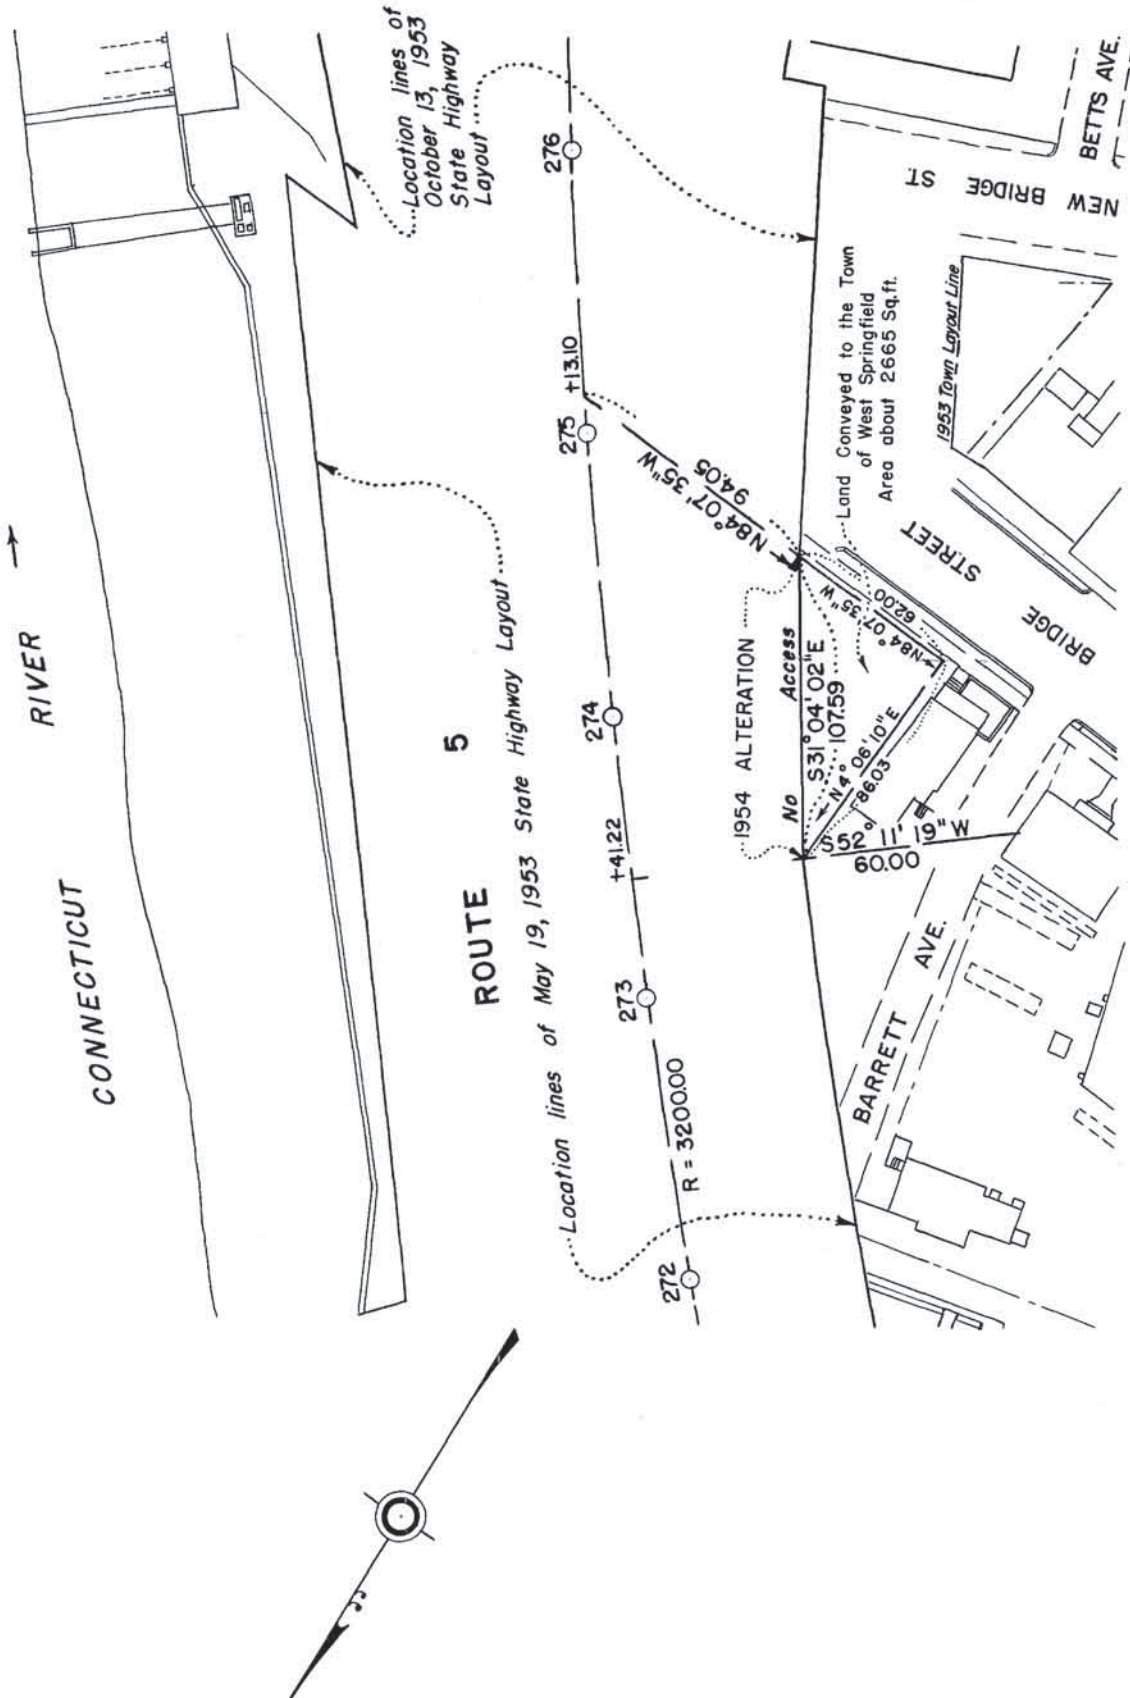 CONNECTICUT RIVER →
Location lines of
October 13, 1953
State Highway
Layout
ROUTE 5
Location lines of May 19, 1953 State Highway Layout
272
R = 3200.00
273
+41.22
274
275
+13.10
276
N84° 07' 35" W
94.05
1954 ALTERATION
No Access
S31° 04' 02" E
107.59
N84° 07' 35" W
62.00
N 4° 06' 10" E
86.03
S52° 11' 19" W
60.00
Land Conveyed to the Town
of West Springfield
Area about 2665 Sq.ft.
1953 Town Layout Line
BRIDGE STREET
NEW BRIDGE ST.
BETTS AVE.
BARRETT AVE.